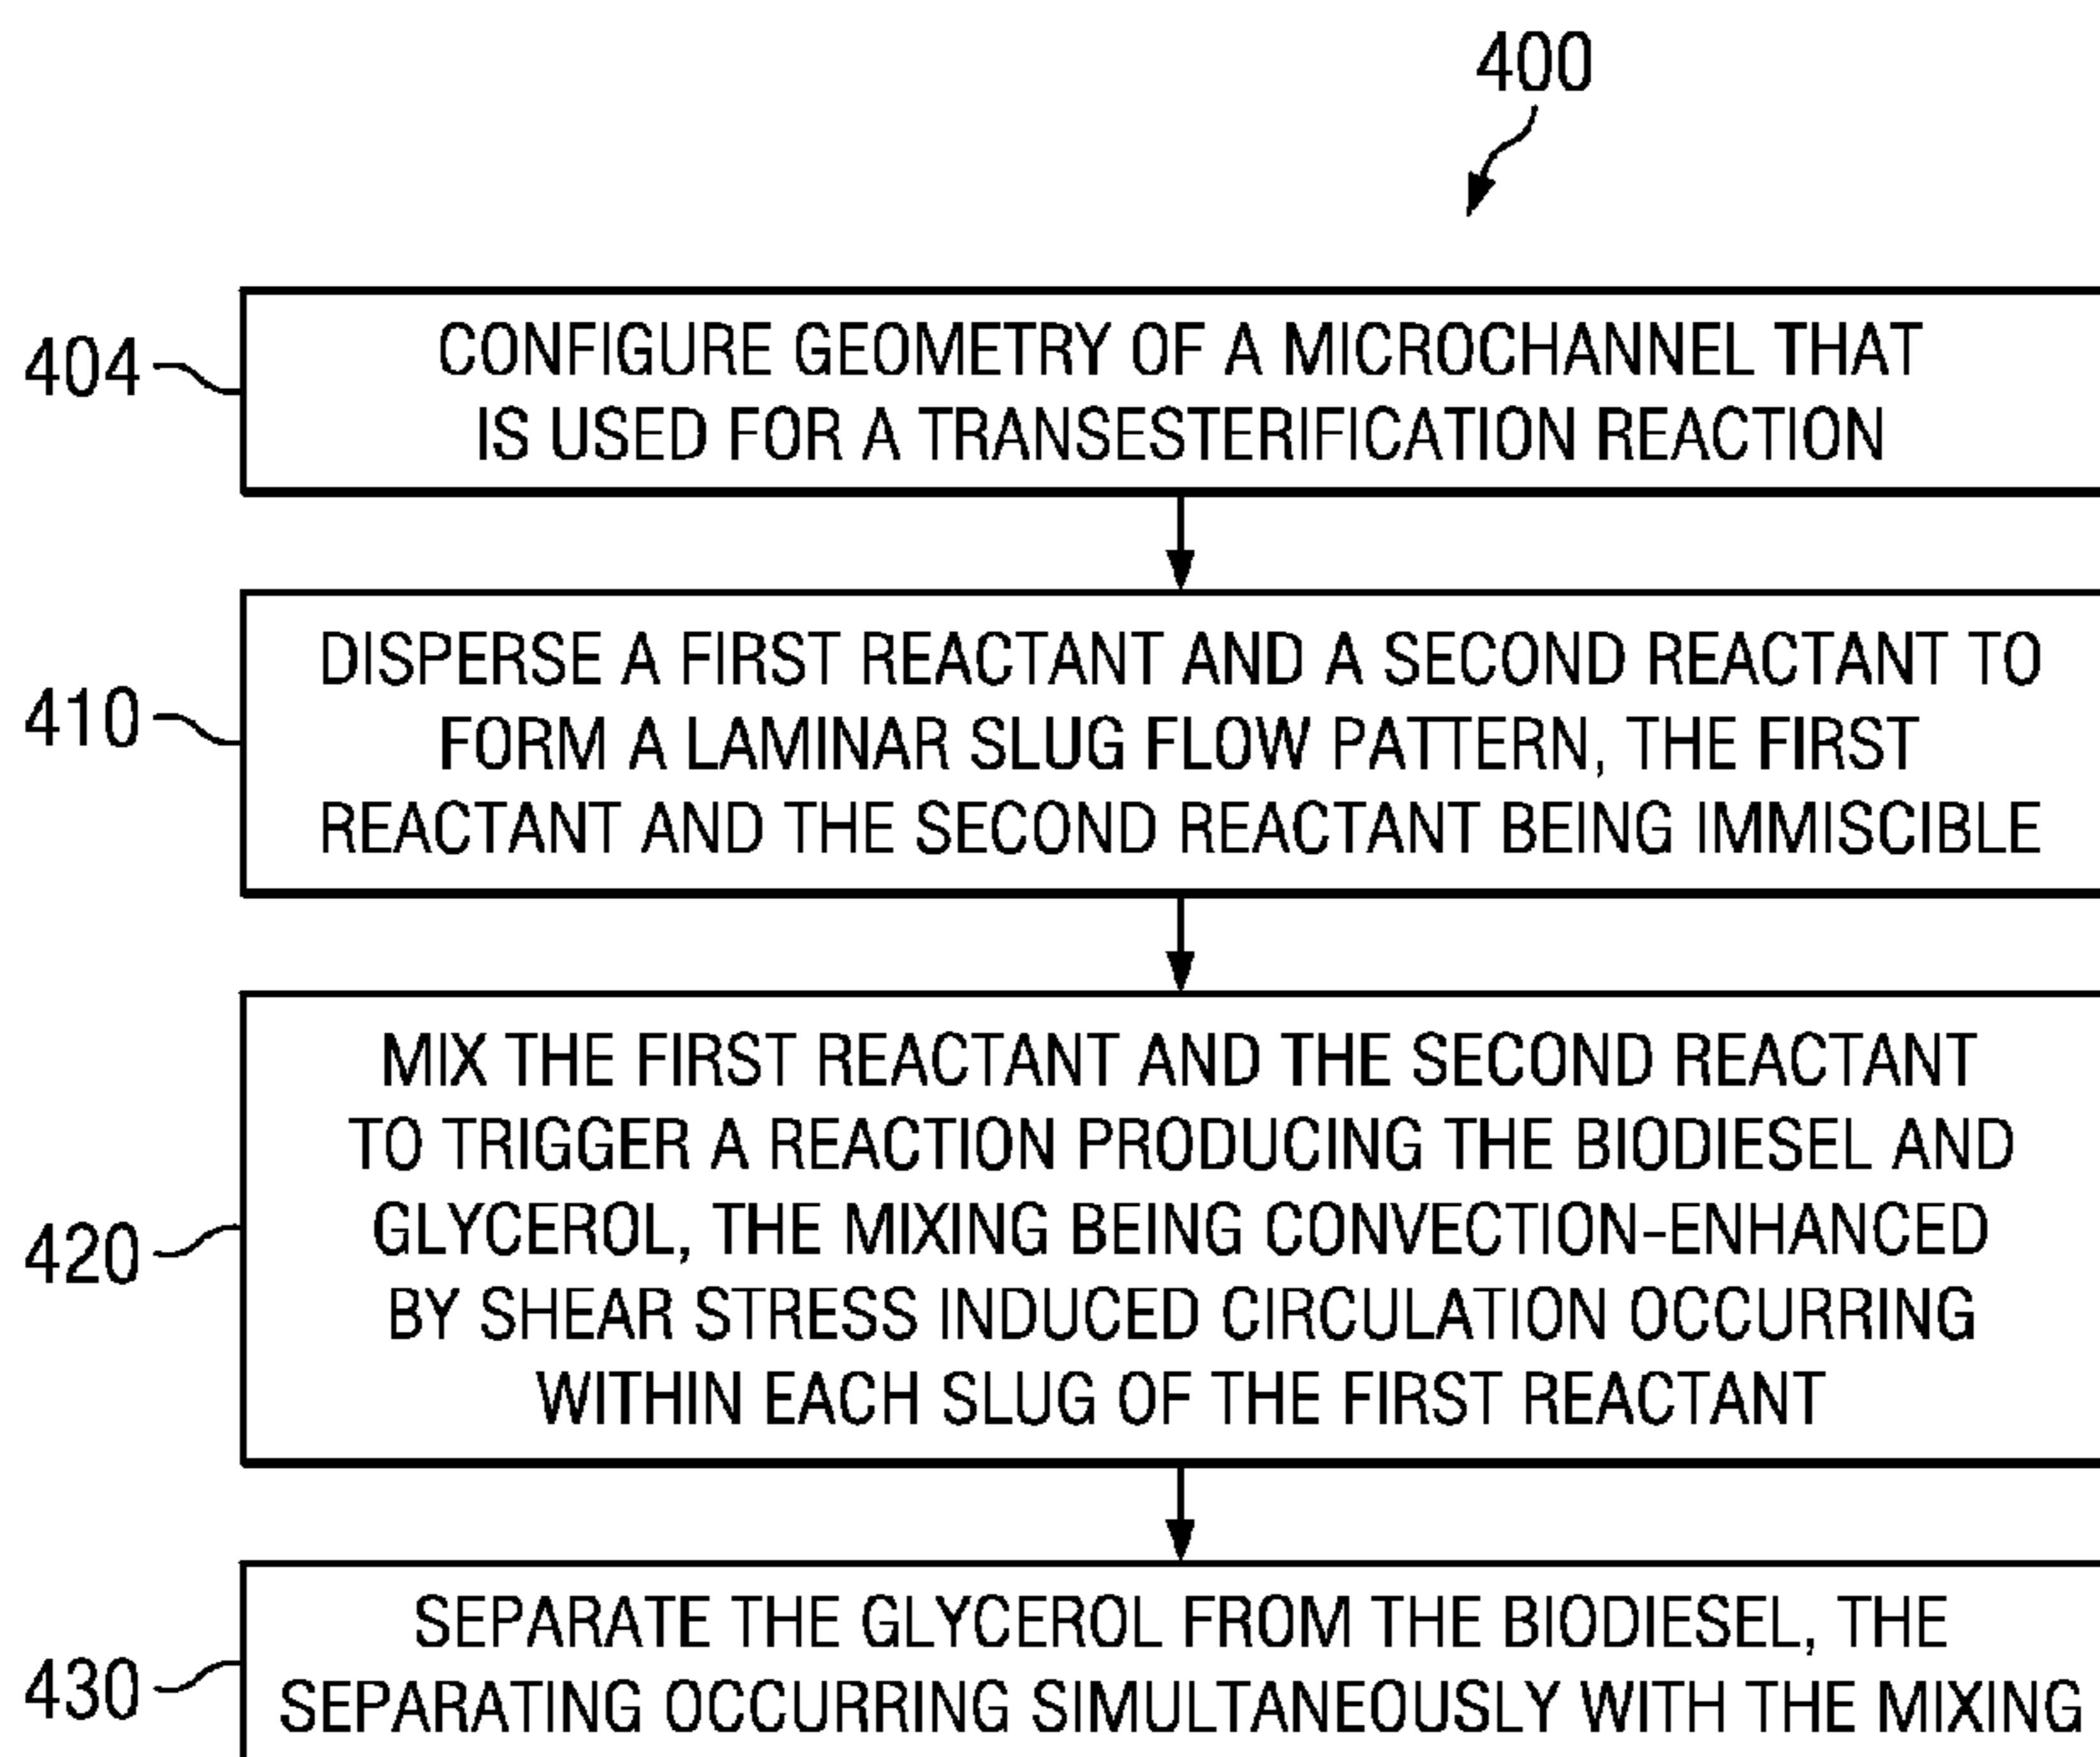 400
404
CONFIGURE GEOMETRY OF A MICROCHANNEL THAT
IS USED FOR A TRANSESTERIFICATION REACTION
410
DISPERSE A FIRST REACTANT AND A SECOND REACTANT TO
FORM A LAMINAR SLUG FLOW PATTERN, THE FIRST
REACTANT AND THE SECOND REACTANT BEING IMMISCIBLE
420
MIX THE FIRST REACTANT AND THE SECOND REACTANT
TO TRIGGER A REACTION PRODUCING THE BIODIESEL AND
GLYCEROL, THE MIXING BEING CONVECTION-ENHANCED
BY SHEAR STRESS INDUCED CIRCULATION OCCURRING
WITHIN EACH SLUG OF THE FIRST REACTANT
430
SEPARATE THE GLYCEROL FROM THE BIODIESEL, THE
SEPARATING OCCURRING SIMULTANEOUSLY WITH THE MIXING